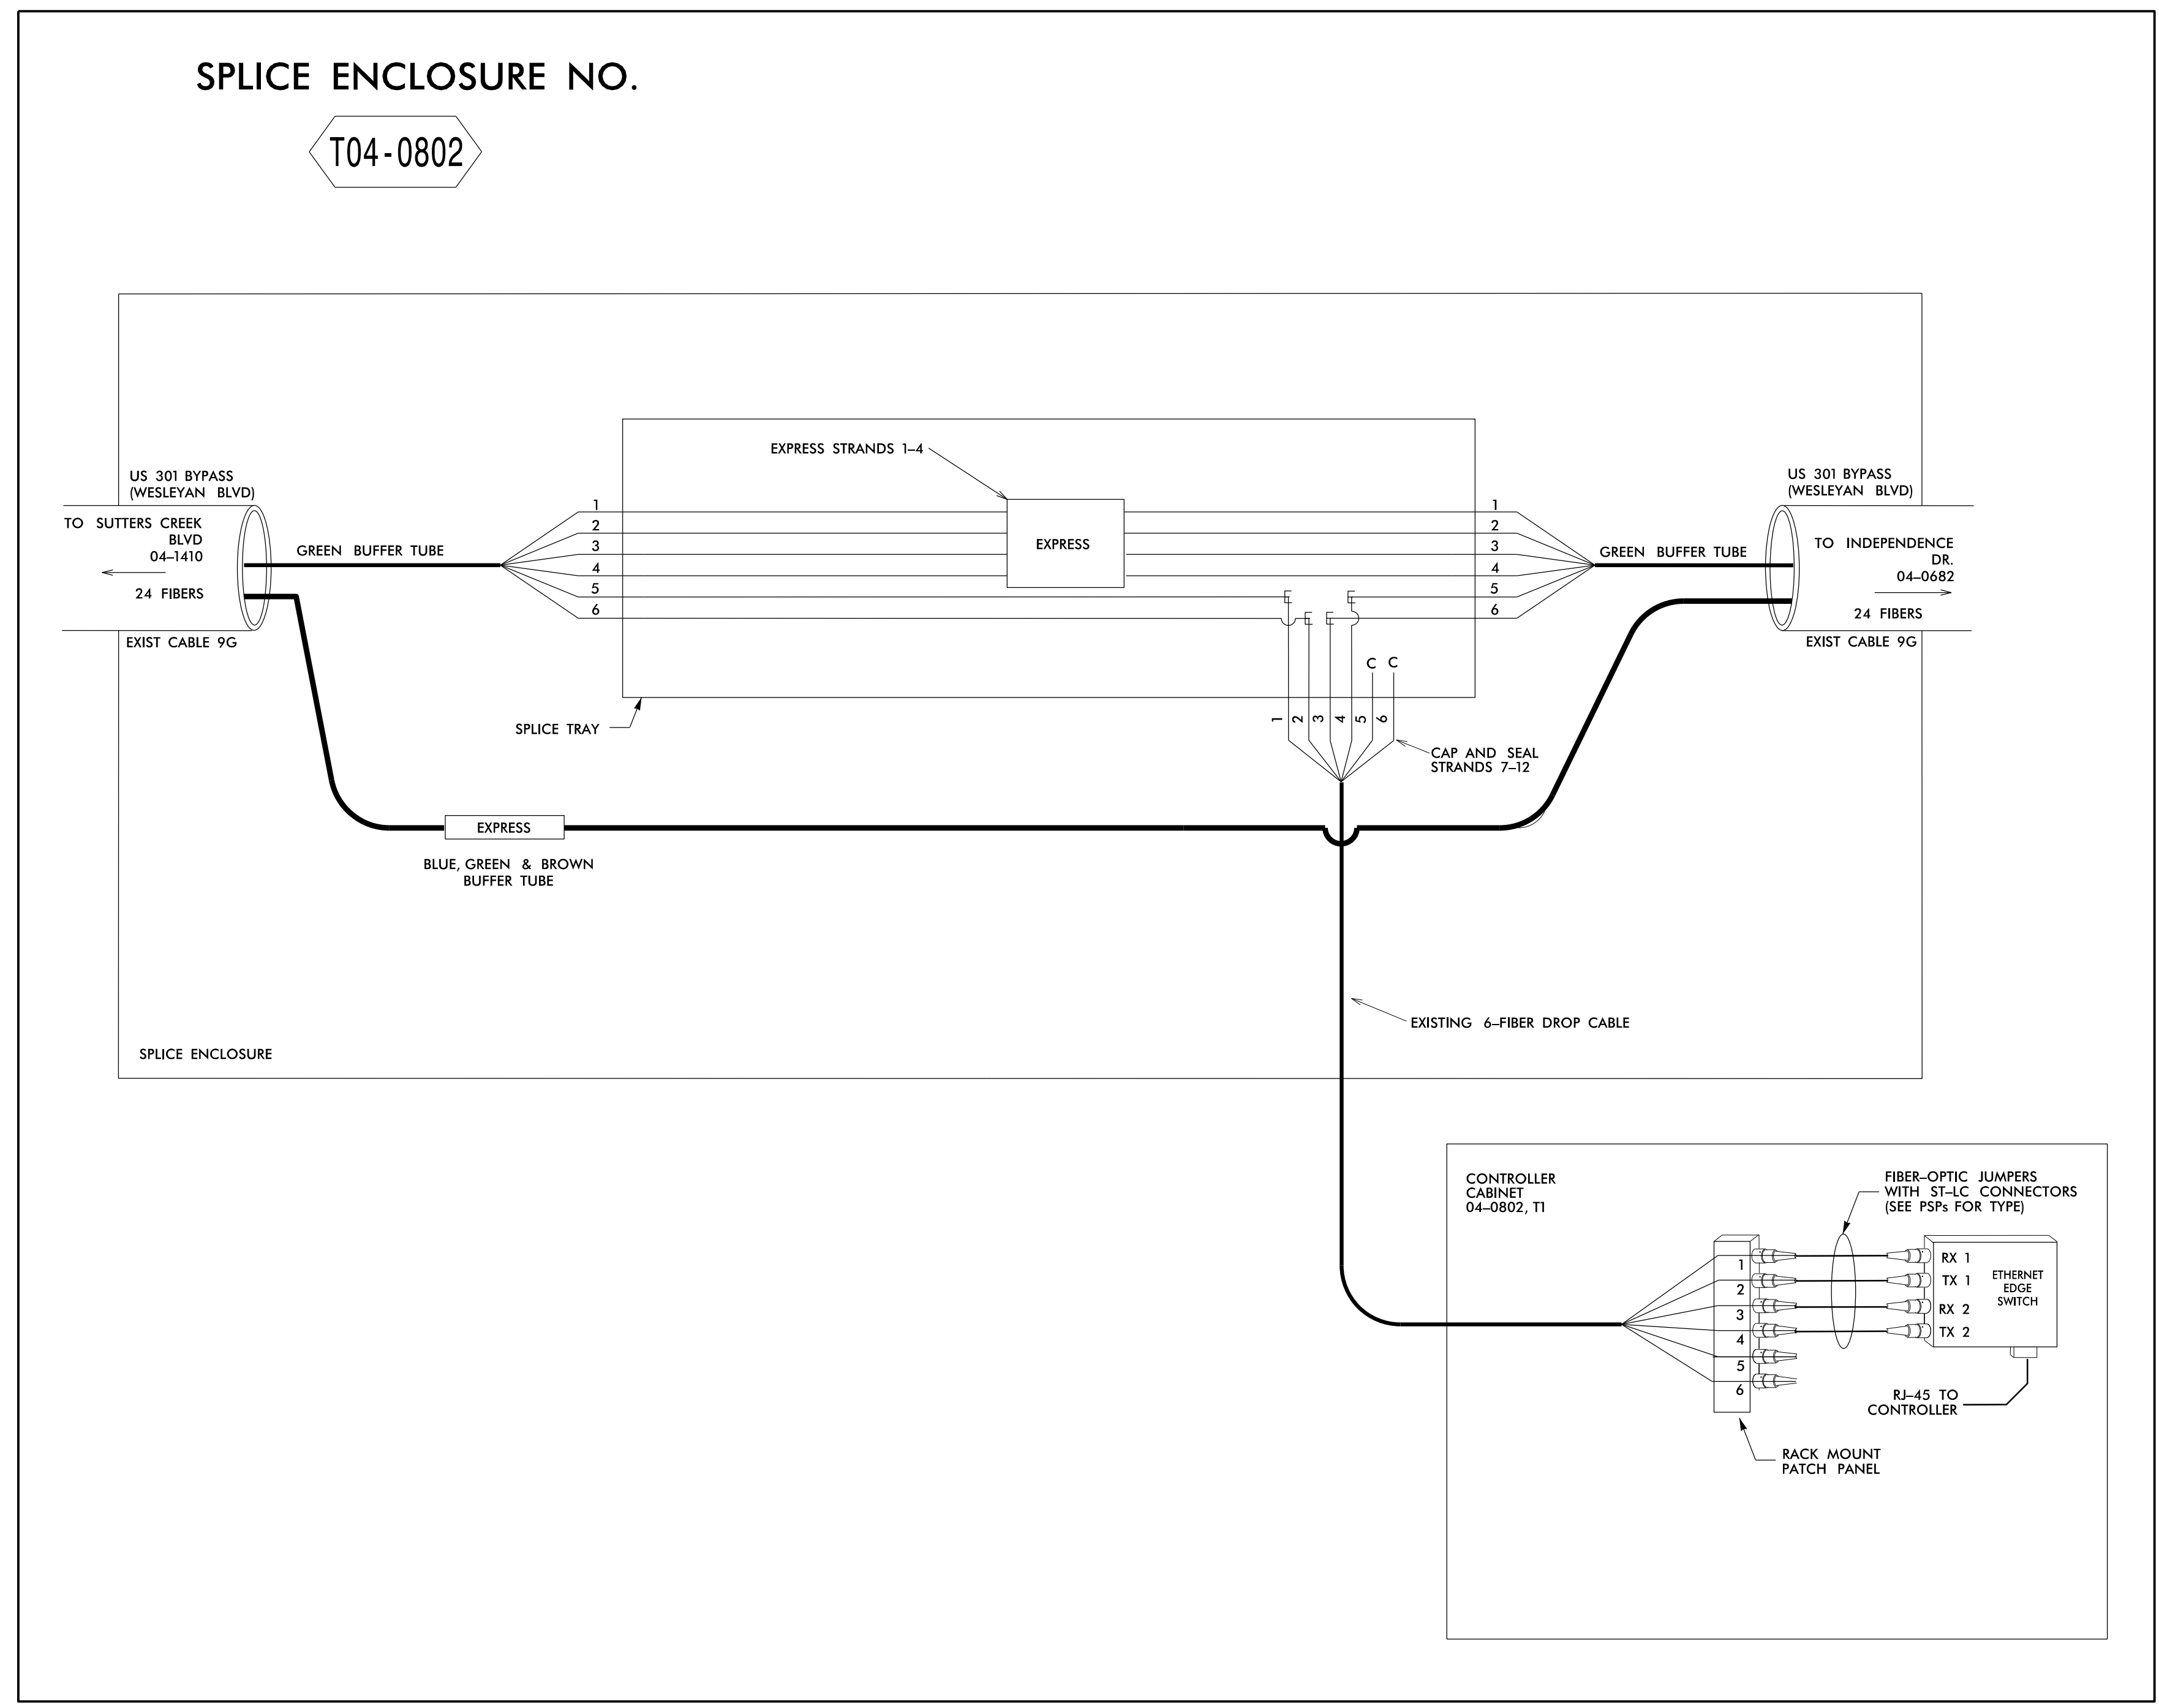 SPLICE ENCLOSURE NO.
T04-0802
EXPRESS STRANDS 1–4
US 301 BYPASS
(WESLEYAN BLVD)
TO SUTTERS CREEK
BLVD
04–1410
24 FIBERS
EXIST CABLE 9G
GREEN BUFFER TUBE
1
2
3
4
5
6
EXPRESS
1
2
3
4
5
6
GREEN BUFFER TUBE
US 301 BYPASS
(WESLEYAN BLVD)
TO INDEPENDENCE
DR.
04–0682
24 FIBERS
EXIST CABLE 9G
C C
SPLICE TRAY
1
2
3
4
5
6
CAP AND SEAL
STRANDS 7–12
EXPRESS
BLUE, GREEN & BROWN
BUFFER TUBE
EXISTING 6–FIBER DROP CABLE
SPLICE ENCLOSURE
CONTROLLER
CABINET
04–0802, T1
FIBER–OPTIC JUMPERS
WITH ST–LC CONNECTORS
(SEE PSPs FOR TYPE)
1
2
3
4
5
6
RX 1
TX 1
RX 2
TX 2
ETHERNET
EDGE
SWITCH
RJ–45 TO
CONTROLLER
RACK MOUNT
PATCH PANEL